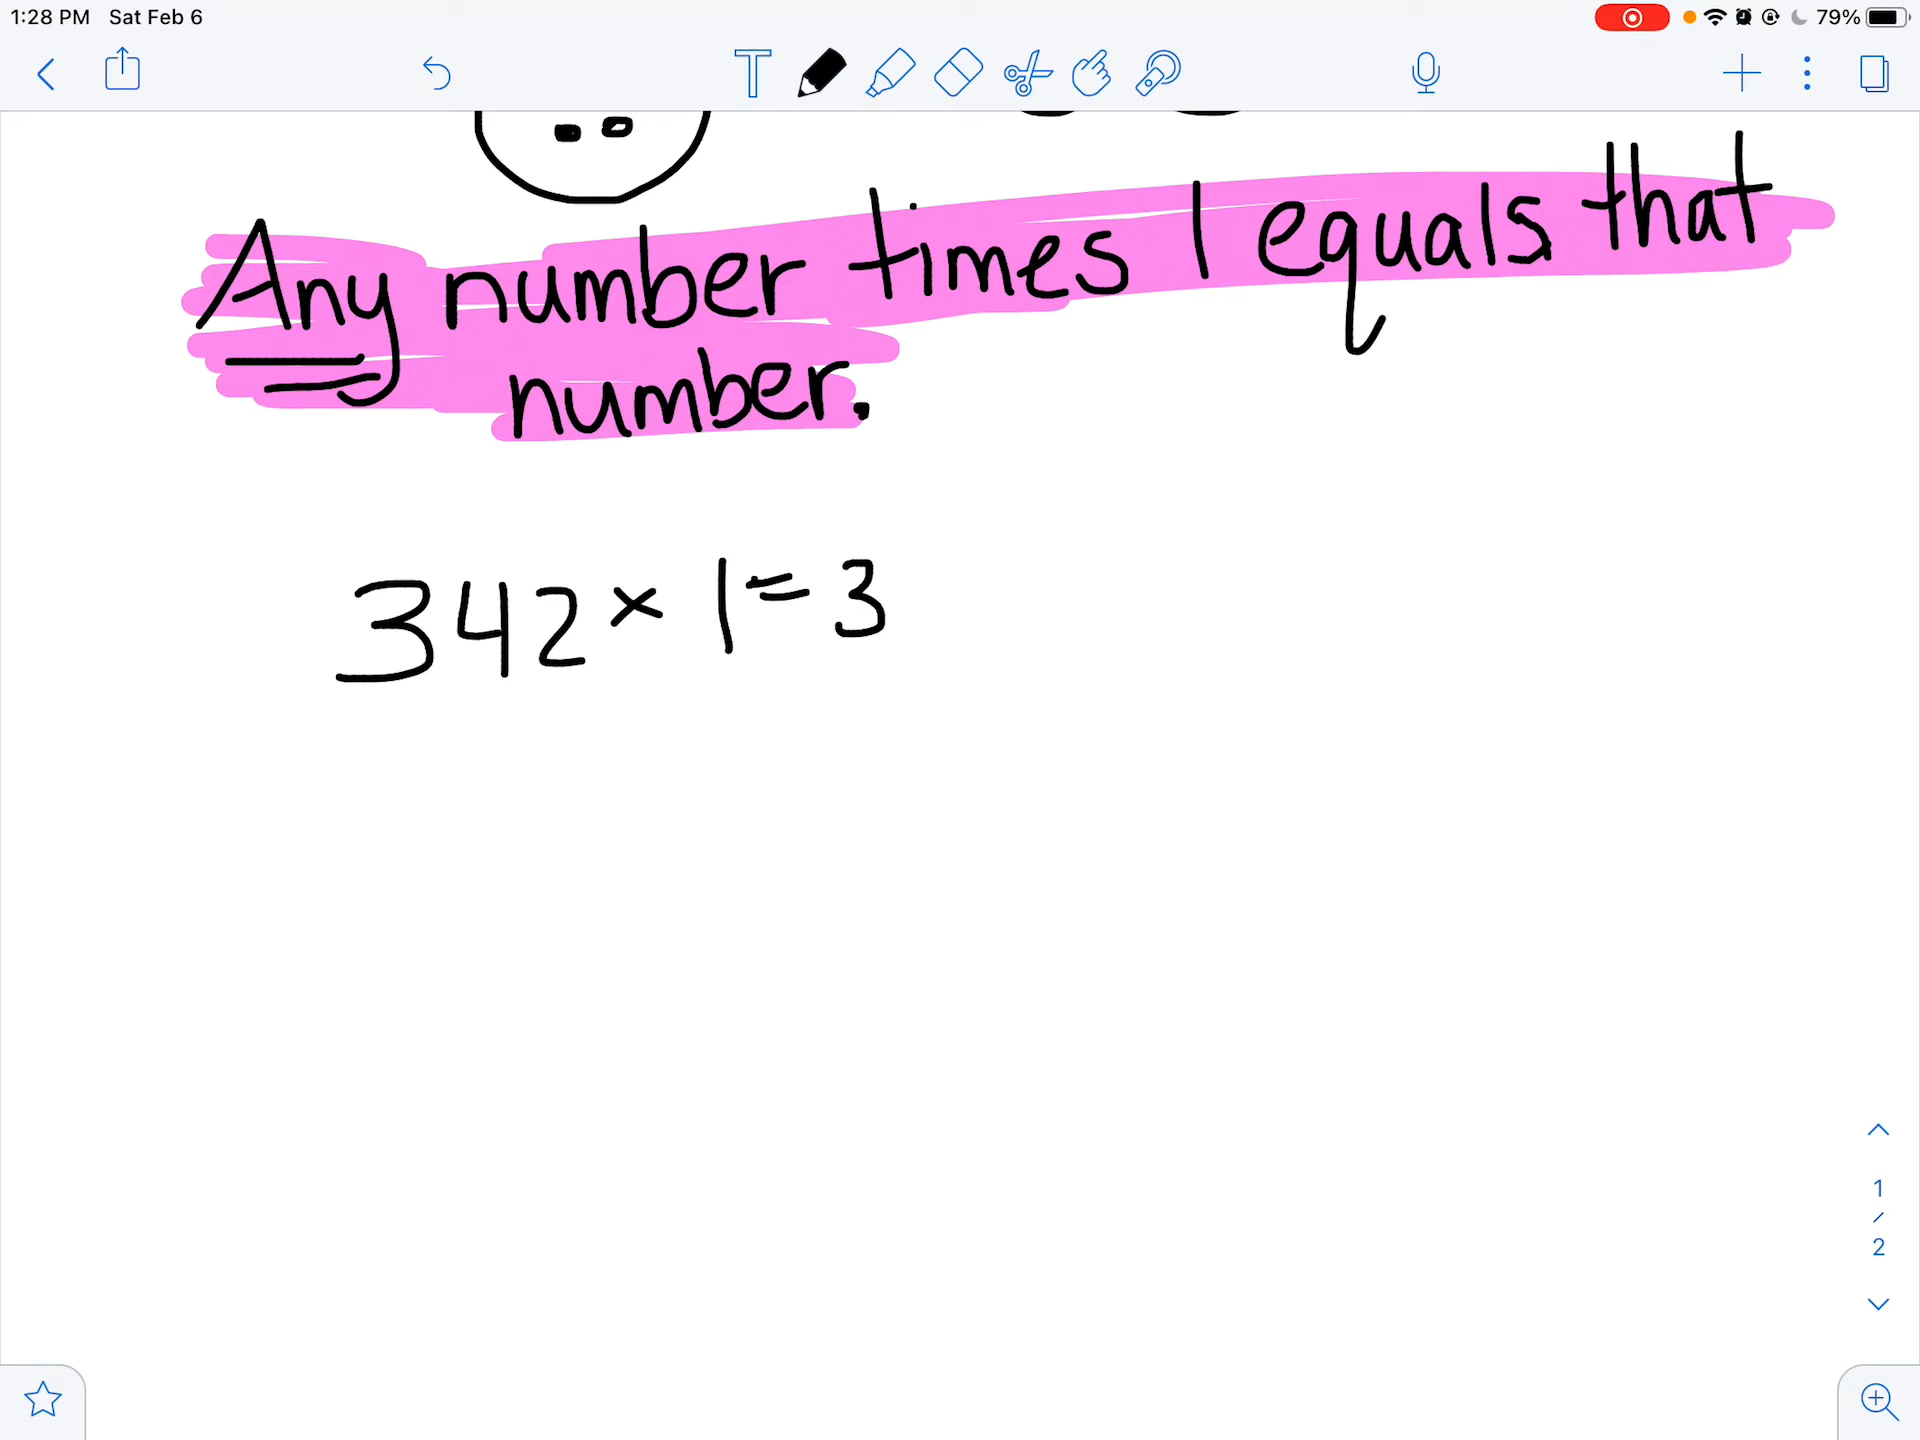 1:28 PM Sat Feb 6 79%
T
Any number times 1 equals that
number.
342 × 1 = 3
1
/
2